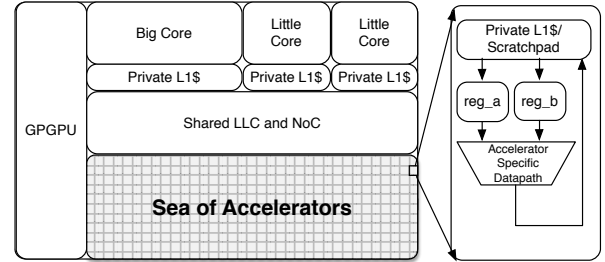 GPGPU
Big Core
Little
Core
Little
Core
Private L1$
Private L1$
Private L1$
Shared LLC and NoC
Sea of Accelerators
Private L1$/
Scratchpad
reg_a
reg_b
Accelerator
Specific
Datapath